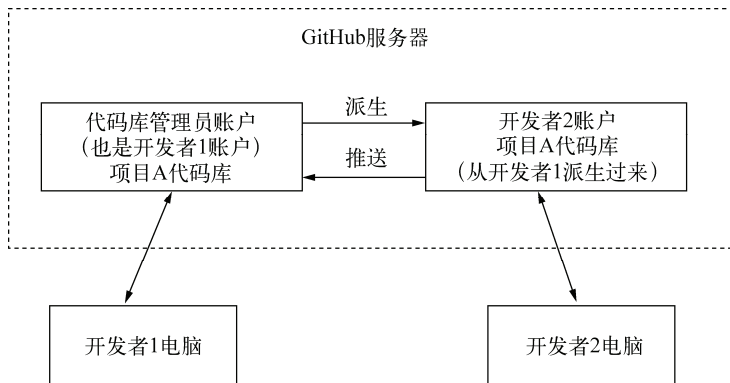 GitHub服务器
代码库管理员账户
（也是开发者1账户）
项目A代码库
派生
推送
开发者2账户
项目A代码库
（从开发者1派生过来）
开发者1电脑
开发者2电脑